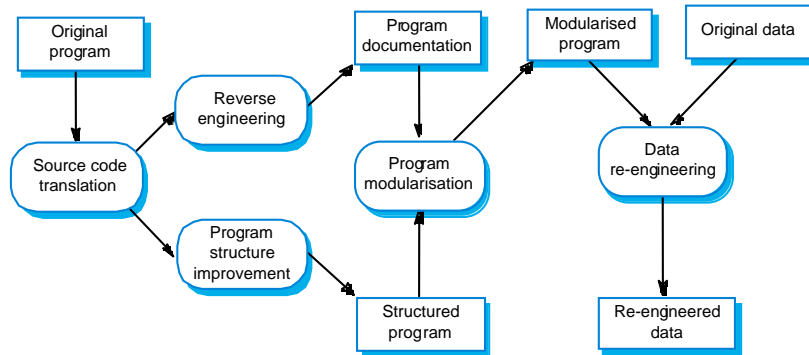 Original
program
Program
documentation
Modularised
program
Original data
Reverse
engineering
Source code
translation
Program
modularisation
Data
re-engineering
Program
structure
improvement
Structured
program
Re-engineered
data